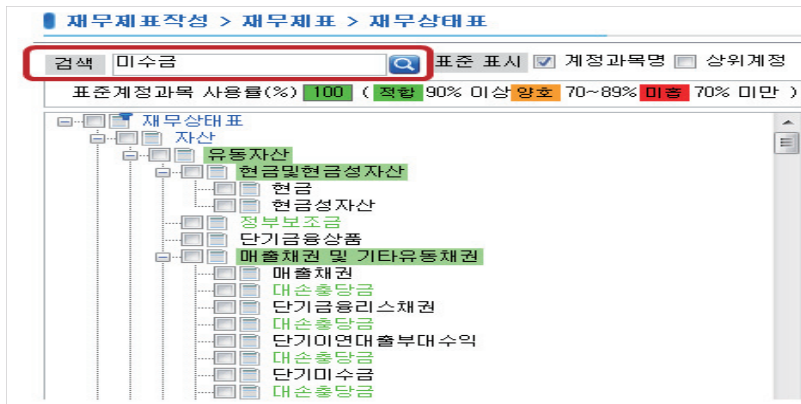 재무제표작성 > 재무제표 > 재무상태표
검색 미수금 표준 표시 계정과목명 상위계정
표준계정과목 사용률(%) 100 ( 적합 90% 이상 양호 70~89% 미흡 70% 미만 )
재무상태표
자산
유동자산
현금및현금성자산
현금
현금성자산
정부보조금
단기금융상품
매출채권 및 기타유동채권
매출채권
대손충당금
단기금융리스채권
대손충당금
단기이연대출부대수익
대손충당금
단기미수금
대손충당금